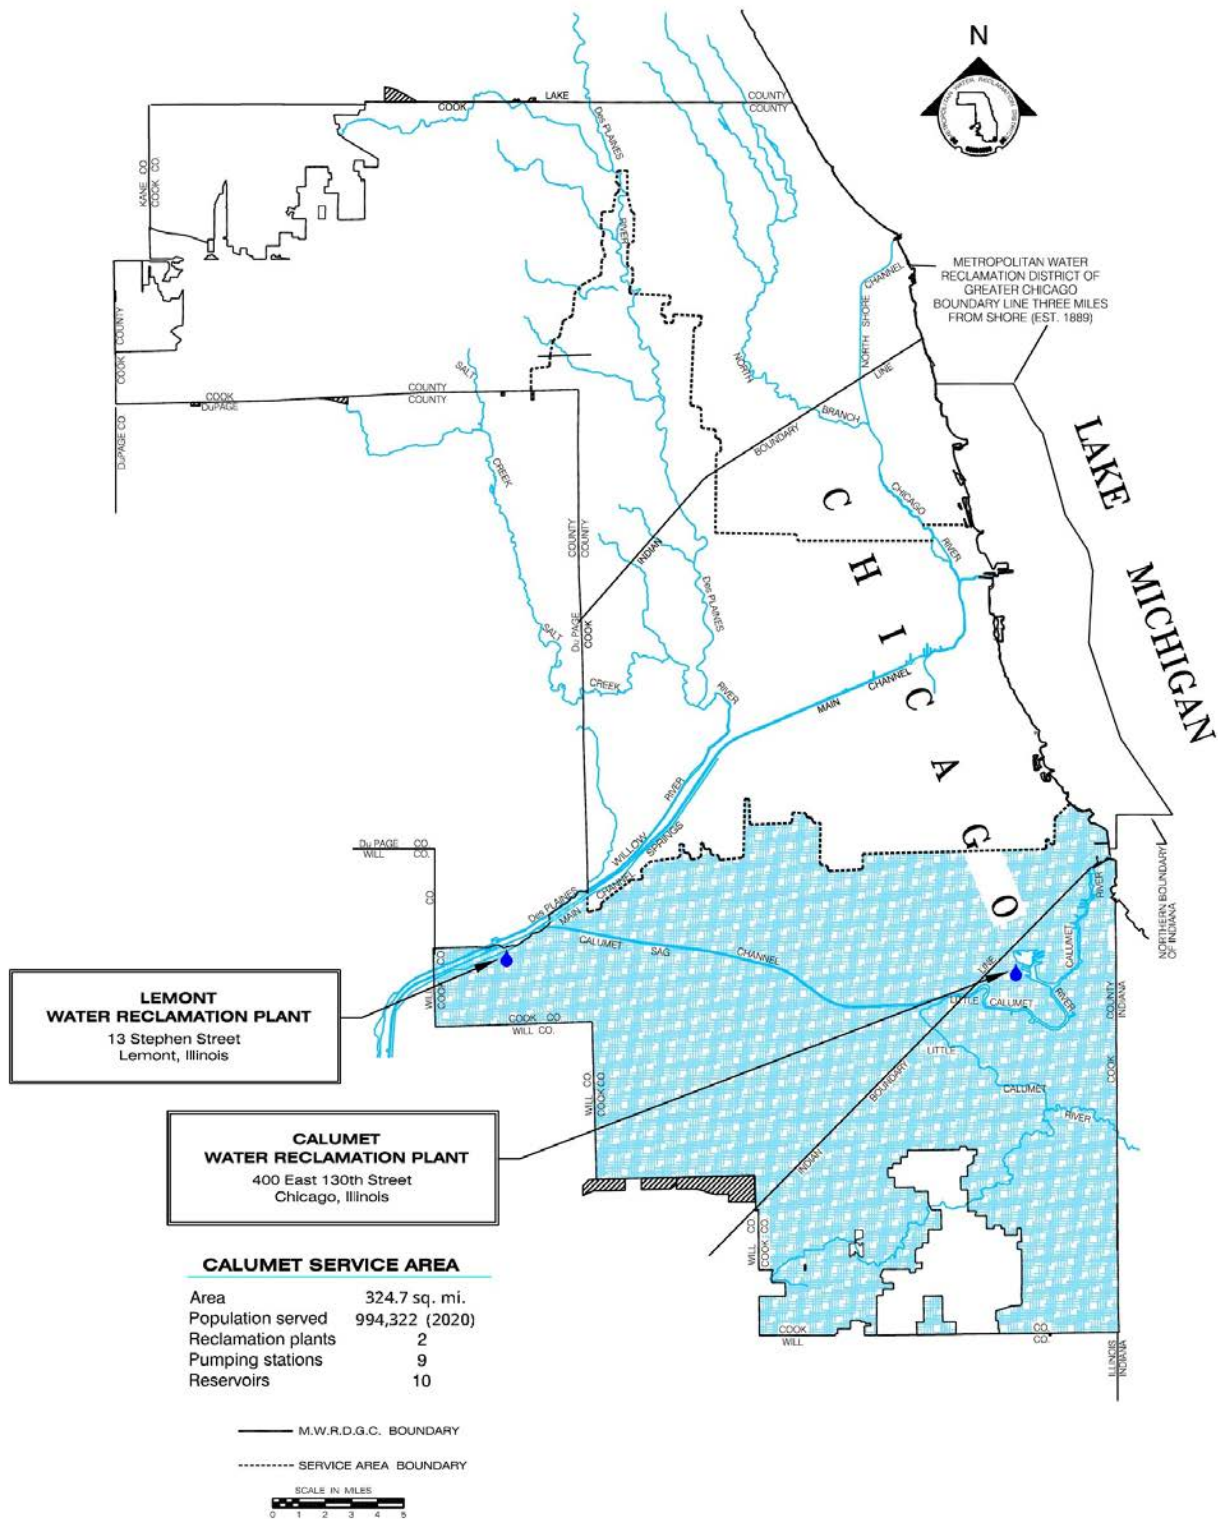 N
METROPOLITAN WATER RECLAMATION DISTRICT
LAKE COUNTY
COOK COUNTY
Des PLAINES
RIVER
KANE CO
COOK CO.
METROPOLITAN WATER
RECLAMATION DISTRICT OF
GREATER CHICAGO
BOUNDARY LINE THREE MILES
FROM SHORE (EST. 1889)
NORTH SHORE CHANNEL
COUNTY
COOK
COOK COUNTY
DuPAGE COUNTY
DuPAGE CO
SALT
CREEK
NORTH
BRANCH
BOUNDARY
LINE
INDIAN
CHICAGO
RIVER
LAKE
MICHIGAN
CHICAGO
COUNTY
COUNTY
Du PAGE
COOK
Des PLAINES
SALT
CREEK
RIVER
MAIN
CHANNEL
RIVER
WILLOW
SPRINGS
Du PAGE CO
WILL CO.
CO
Des PLAINES
MAIN
CHANNEL
CALUMET
SAG
CHANNEL
RIVER
CALUMET
RIVER
LINE
LITTLE
CALUMET
NORTHERN BOUNDARY
OF INDIANA
COUNTY
INDIANA
COOK
WILL CO
COOK CO
COOK CO
WILL CO.
LEMONT
WATER RECLAMATION PLANT
13 Stephen Street
Lemont, Illinois
LITTLE
CALUMET
RIVER
BOUNDARY
INDIAN
WILL CO
COOK CO
CALUMET
WATER RECLAMATION PLANT
400 East 130th Street
Chicago, Illinois
WILL CO
COOK CO
COOK CO.
WILL CO.
ILLINOIS
INDIANA
CALUMET SERVICE AREA
Area 324.7 sq. mi.
Population served 994,322 (2020)
Reclamation plants 2
Pumping stations 9
Reservoirs 10
M.W.R.D.G.C. BOUNDARY
SERVICE AREA BOUNDARY
SCALE IN MILES
0 1 2 3 4 5